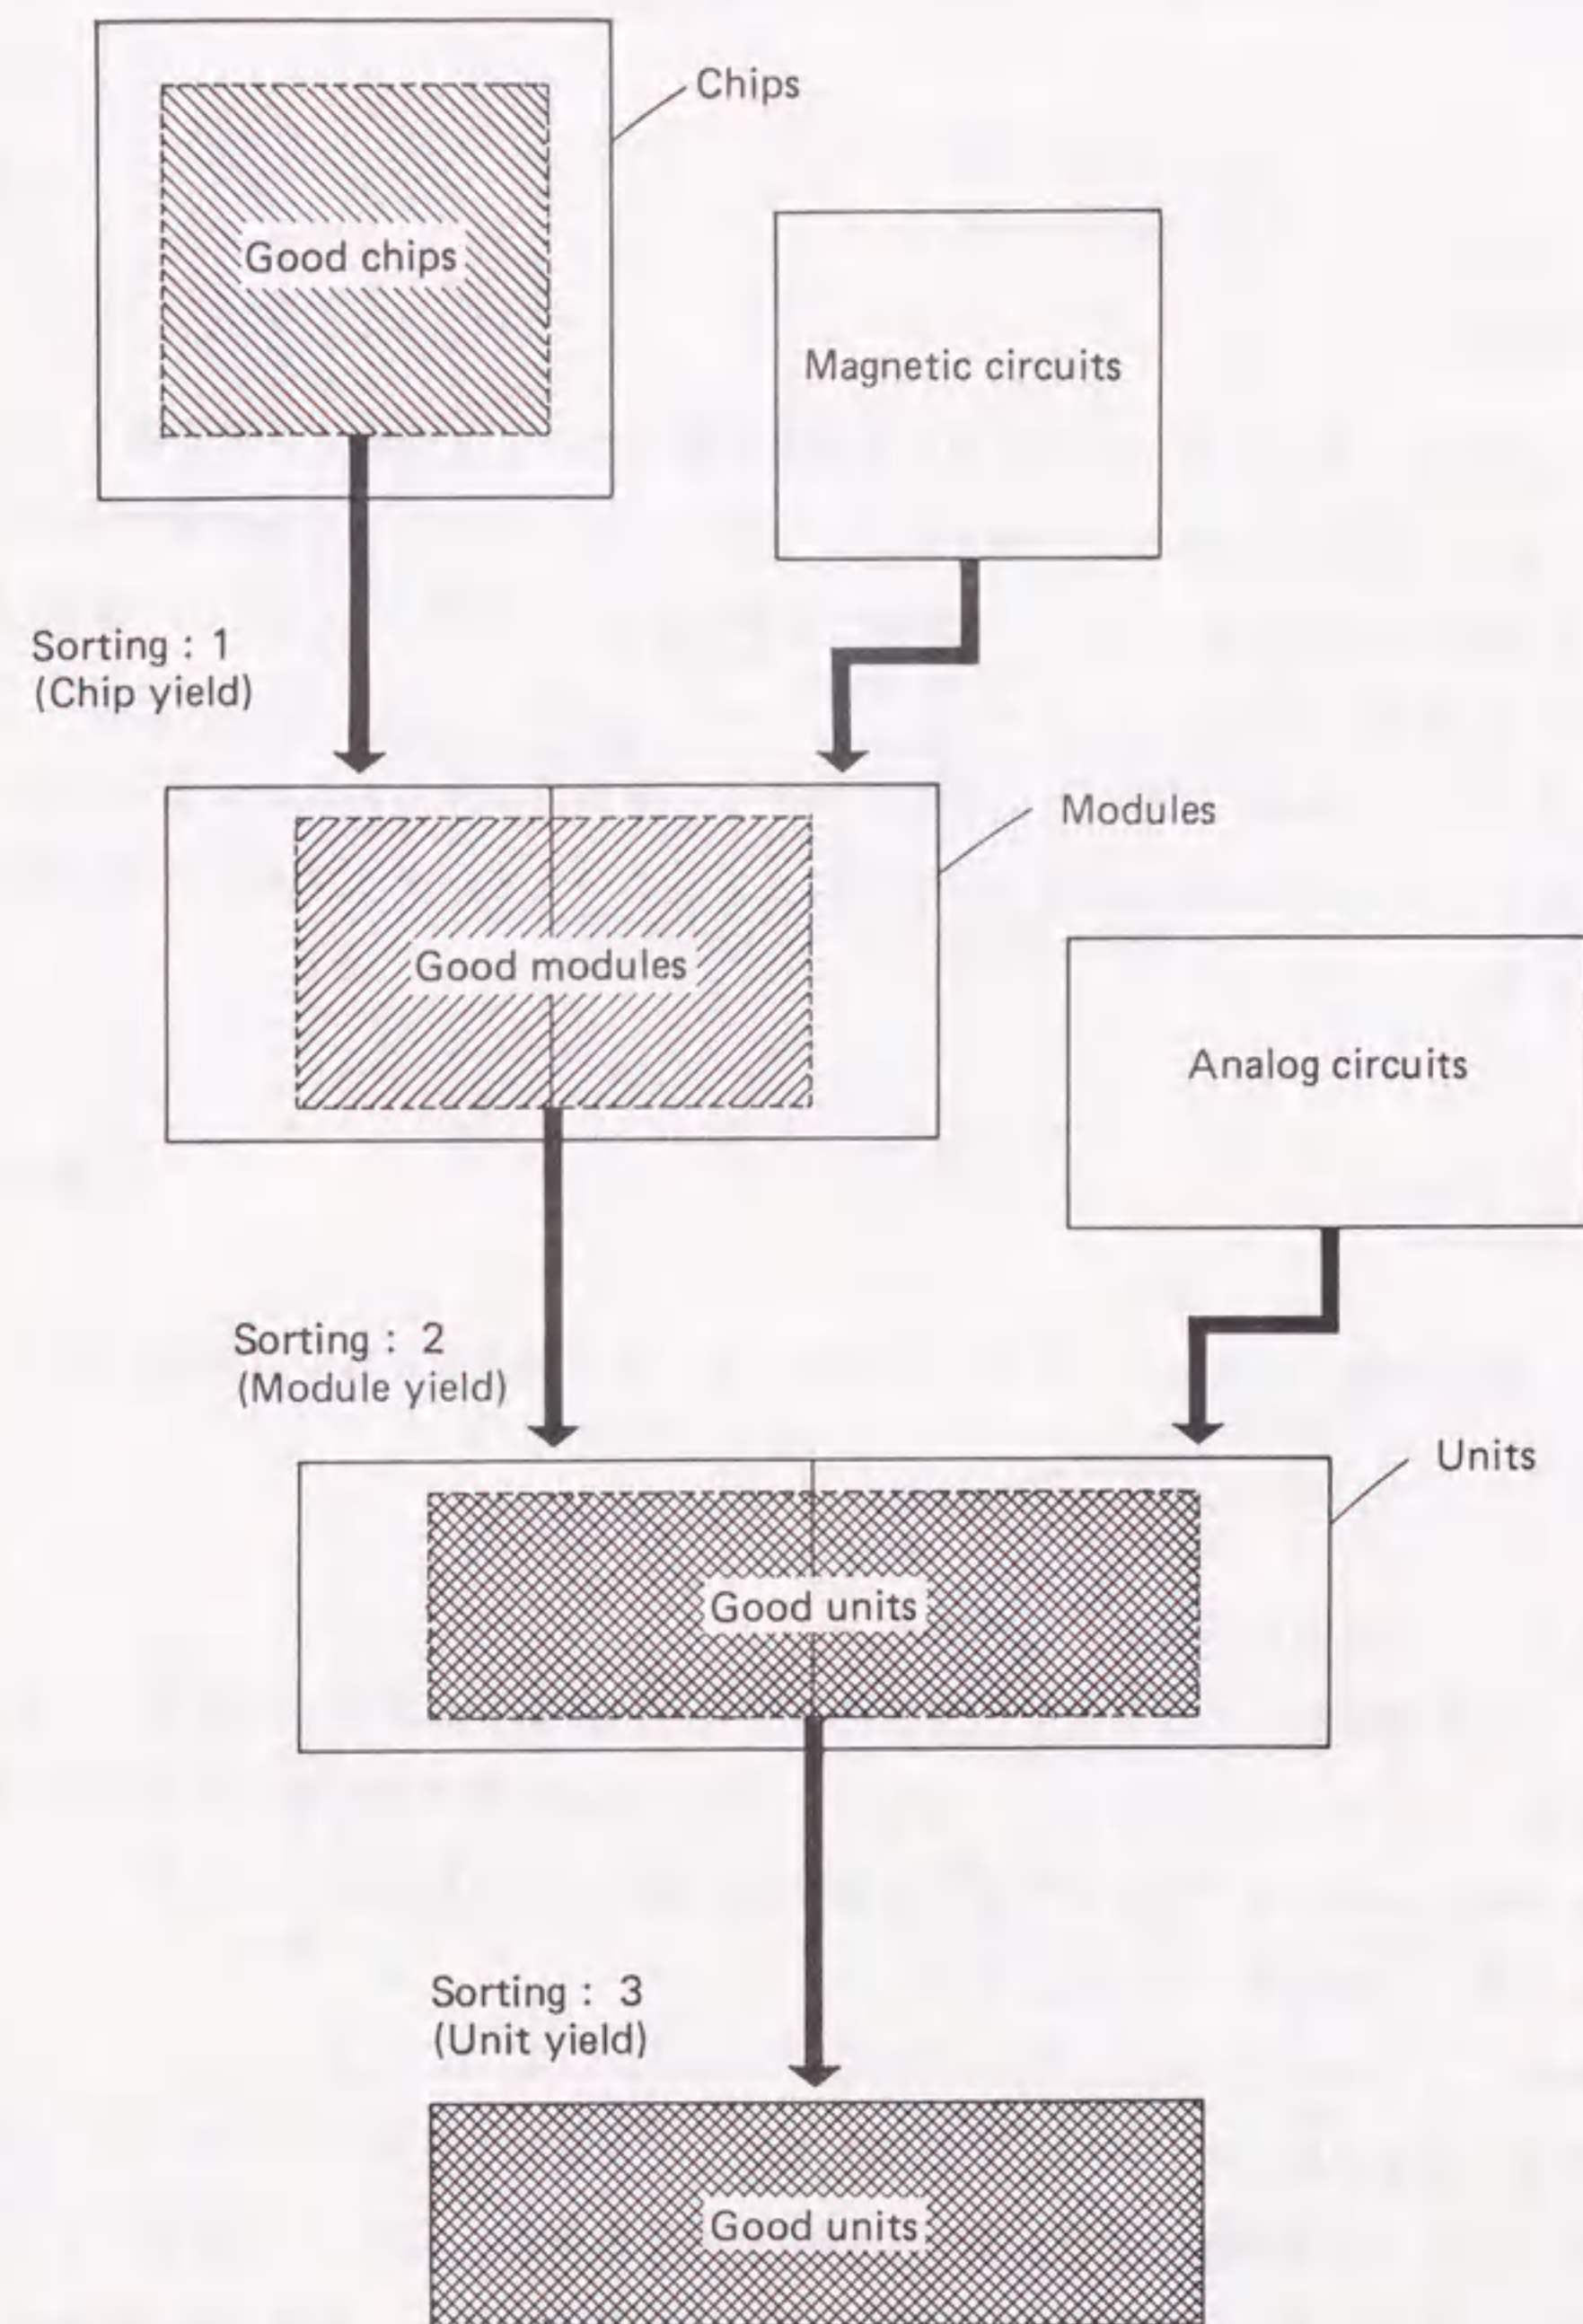 Chips
Good chips
Magnetic circuits
Sorting : 1
(Chip yield)
Modules
Good modules
Analog circuits
Sorting : 2
(Module yield)
Units
Good units
Sorting : 3
(Unit yield)
Good units